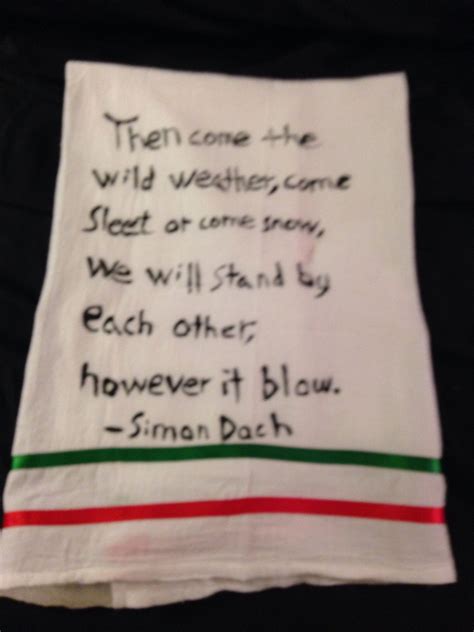 Then come the
wild weather, come
sleet or come snow,
We will stand by
each other,
however it blow.
-Simon Dach